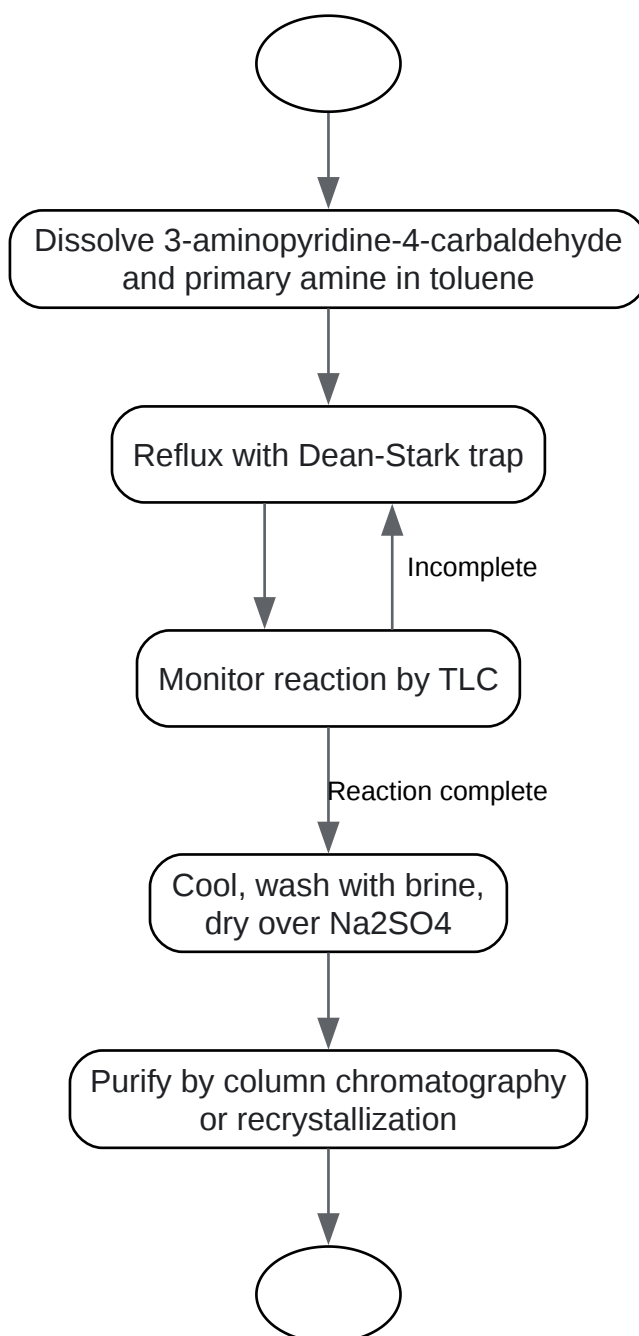 Dissolve 3-aminopyridine-4-carbaldehyde
and primary amine in toluene
Reflux with Dean-Stark trap
Incomplete
Monitor reaction by TLC
Reaction complete
Cool, wash with brine,
dry over Na2SO4
Purify by column chromatography
or recrystallization